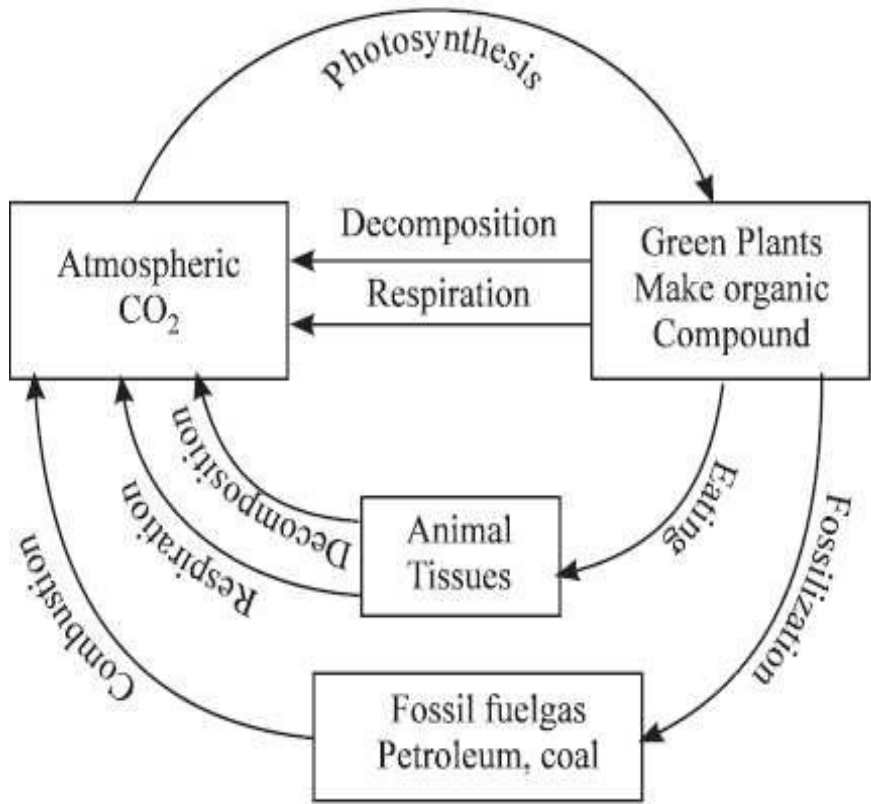 Photosynthesis
Decomposition
Respiration
Atmospheric
CO₂
Green Plants
Make organic
Compound
Decomposition
Respiration
Combustion
Eating
Fossilization
Animal
Tissues
Fossil fuelgas
Petroleum, coal